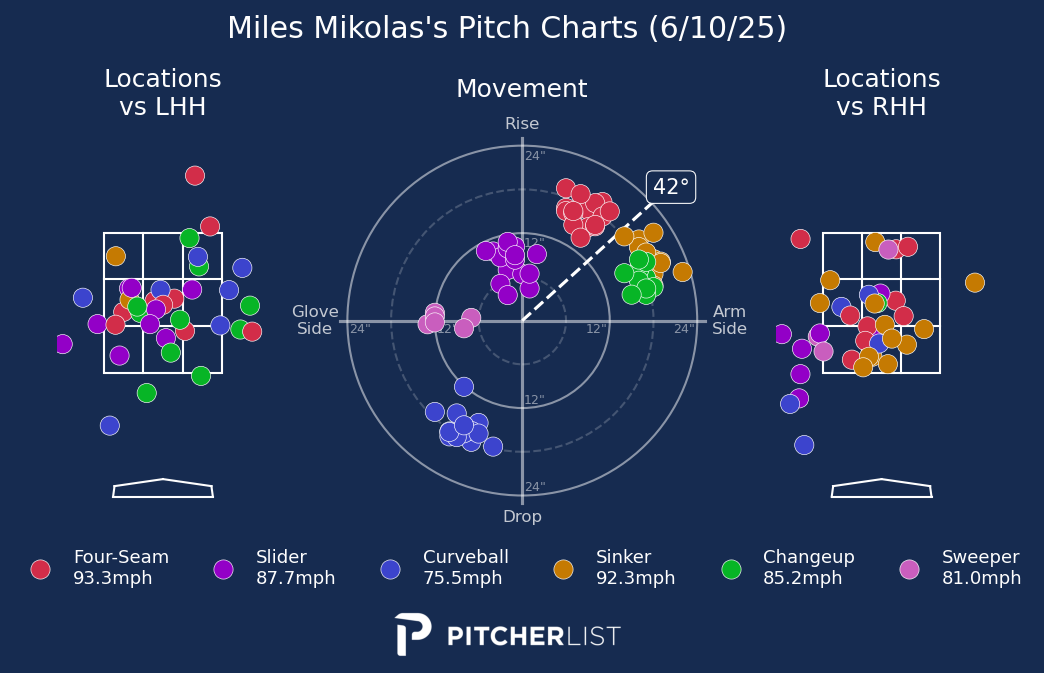 Miles Mikolas's Pitch Charts (6/10/25)
Locations
vs LHH
Movement
Locations
vs RHH
Rise
24"
42°
12"
Glove
Side
24"
12"
12"
24"
Arm
Side
12"
24"
Drop
Four-Seam
93.3mph
Slider
87.7mph
Curveball
75.5mph
Sinker
92.3mph
Changeup
85.2mph
Sweeper
81.0mph
PITCHERLIST